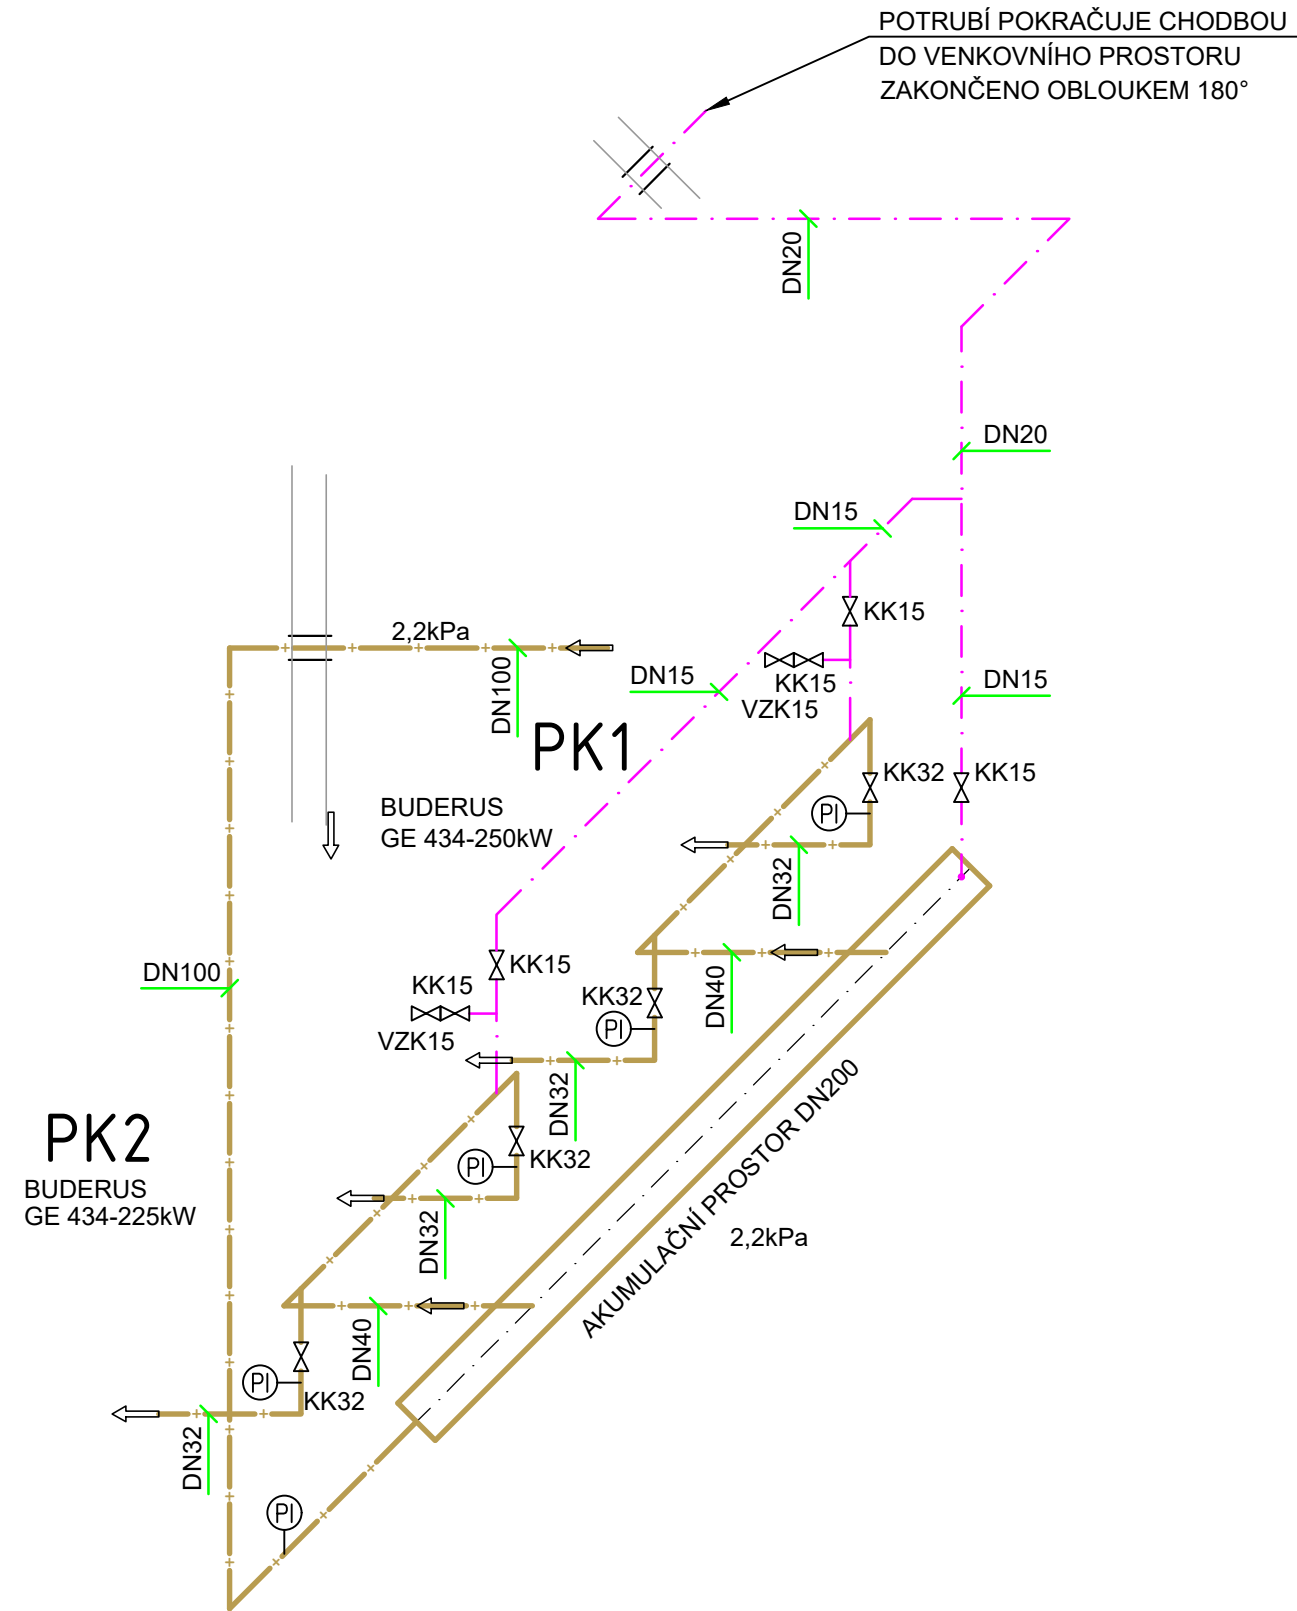 POTRUBÍ POKRAČUJE CHODBOU
DO VENKOVNÍHO PROSTORU
ZAKONČENO OBLOUKEM 180°
DN20
DN20
DN15
KK15
2,2kPa
DN100
DN15
KK15
VZK15
DN15
PK1
KK32
KK15
PI
BUDERUS
GE 434-250kW
DN32
DN100
KK15
KK15
VZK15
KK32
PI
DN40
DN32
PK2
BUDERUS
GE 434-225kW
KK32
PI
DN32
AKUMULAČNÍ PROSTOR DN200
2,2kPa
DN40
PI
KK32
DN32
PI